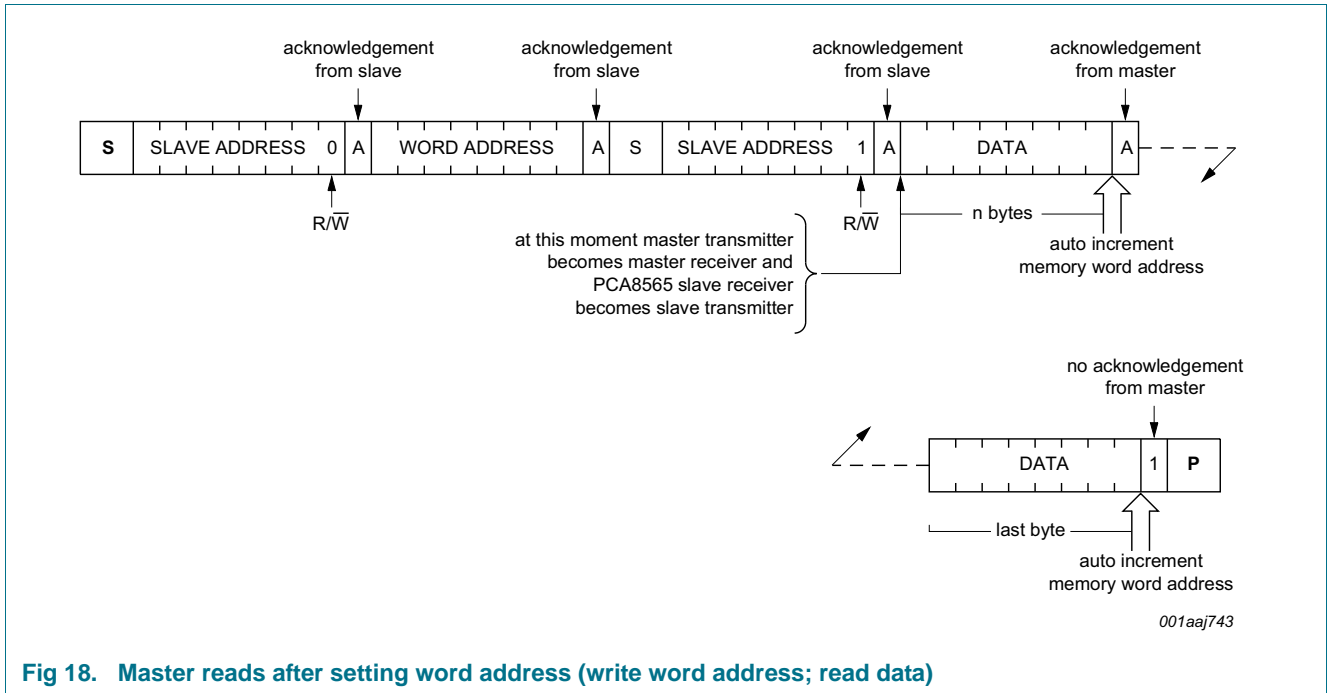 acknowledgement
from slave
acknowledgement
from slave
acknowledgement
from slave
acknowledgement
from master
S SLAVE ADDRESS 0 A WORD ADDRESS A S SLAVE ADDRESS 1 A DATA A
R/W̅
R/W̅
n bytes
at this moment master transmitter
becomes master receiver and
PCA8565 slave receiver
becomes slave transmitter
auto increment
memory word address
no acknowledgement
from master
DATA 1 P
last byte
auto increment
memory word address
001aaj743
Fig 18. Master reads after setting word address (write word address; read data)